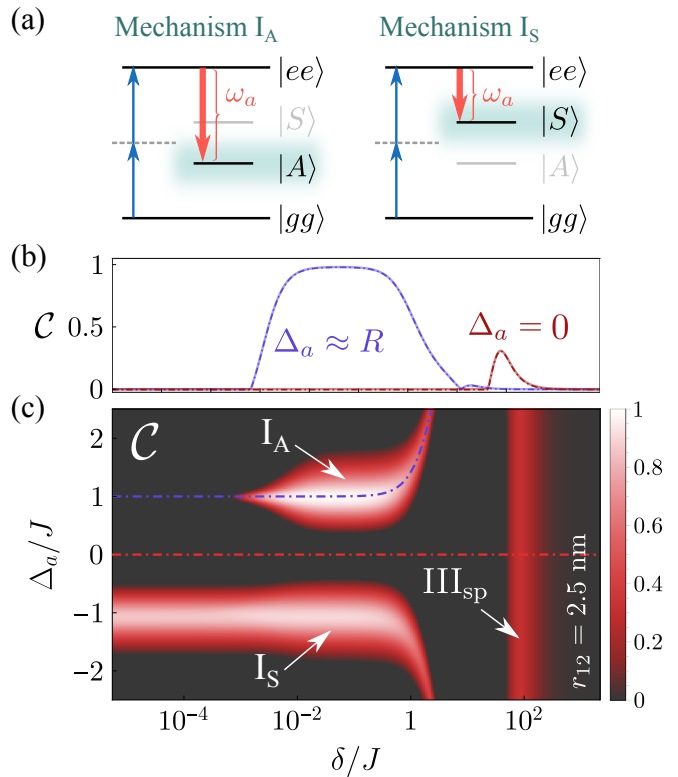 (a)
Mechanism I_A
Mechanism I_S
|ee⟩
ω_a
|S⟩
|A⟩
|gg⟩
|ee⟩
ω_a
|S⟩
|A⟩
|gg⟩
(b)
1
0.5
0
𝒞
Δ_a ≈ R
Δ_a = 0
(c)
𝒞
I_A
I_S
III_sp
r_12 = 2.5 nm
2
1
0
-1
-2
Δ_a/J
10^-4
10^-2
1
10^2
δ/J
1
0.8
0.6
0.4
0.2
0